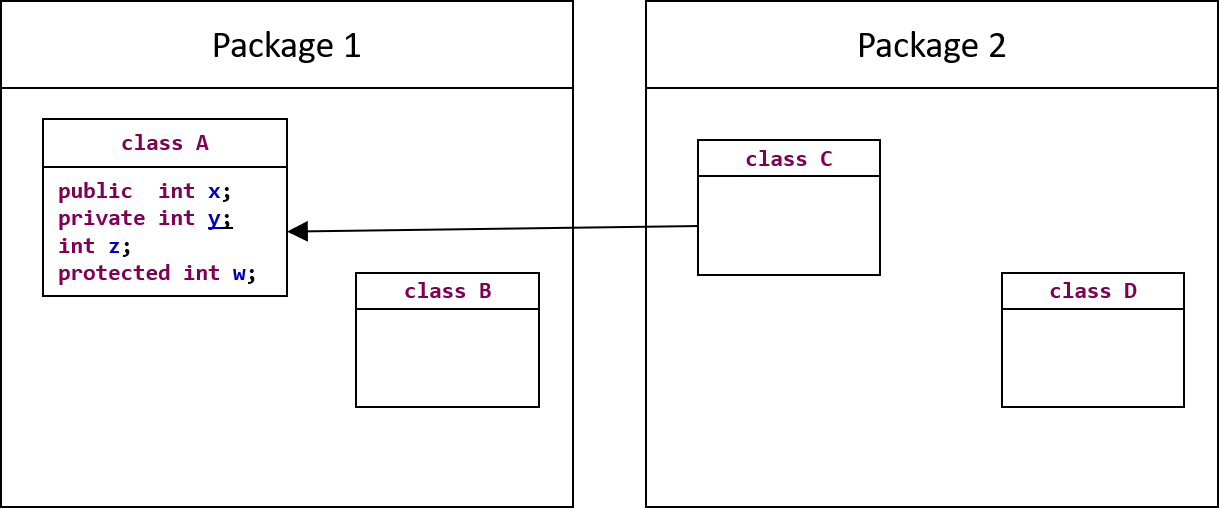 Package 1
class A
public  int x;
private int y;
int z;
protected int w;
class B
Package 2
class C
class D